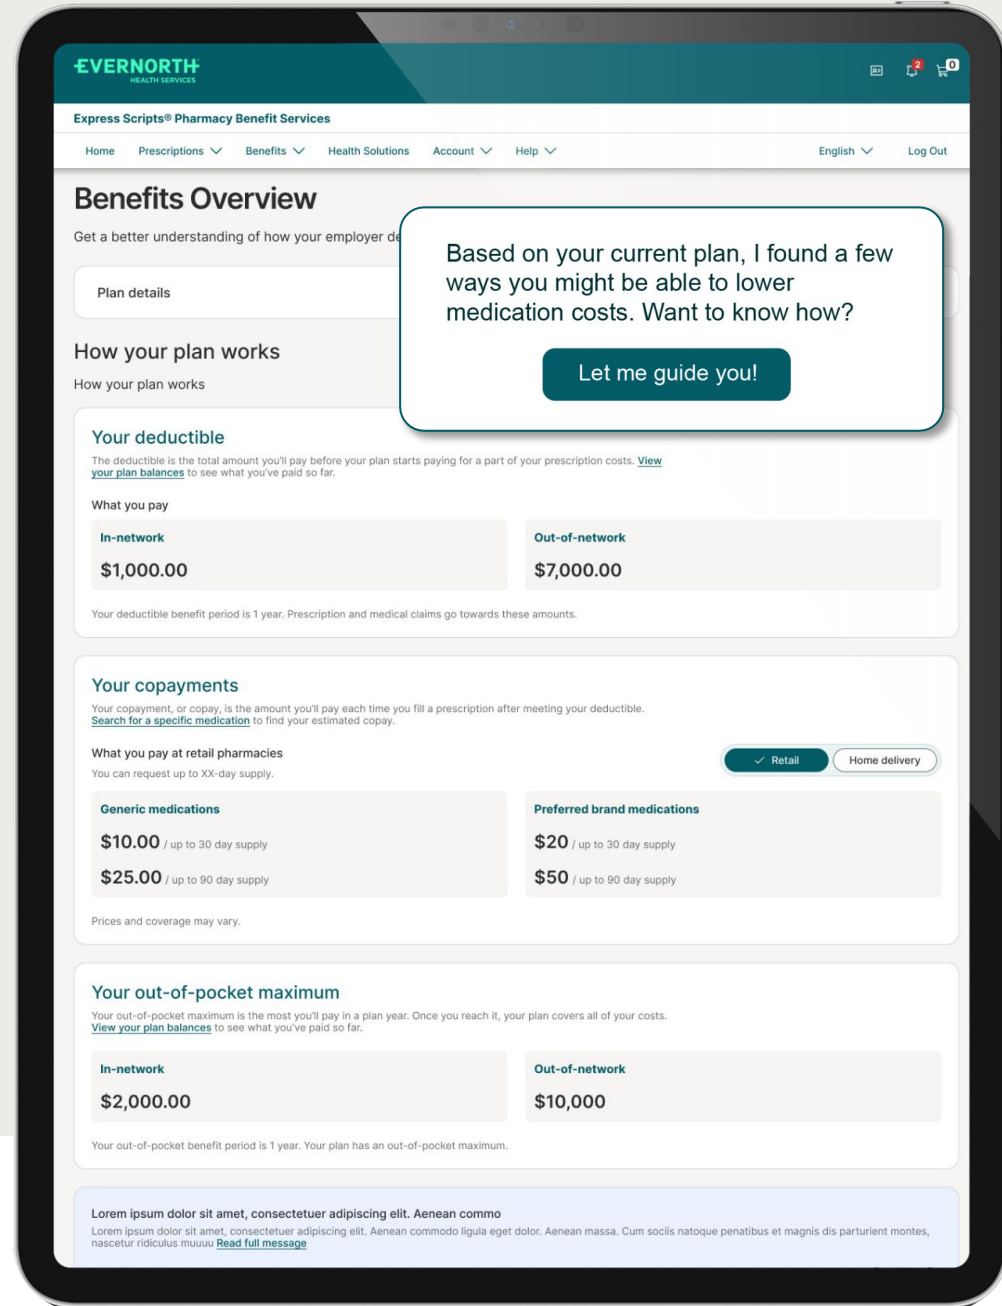 EVERNORTH
HEALTH SERVICES
2
0
Express Scripts® Pharmacy Benefit Services
Home Prescriptions Benefits Health Solutions Account Help English Log Out
Benefits Overview
Get a better understanding of how your employer de
Based on your current plan, I found a few
ways you might be able to lower
medication costs. Want to know how?
Let me guide you!
Plan details
How your plan works
How your plan works
Your deductible
The deductible is the total amount you'll pay before your plan starts paying for a part of your prescription costs. View
your plan balances to see what you've paid so far.
What you pay
In-network Out-of-network
$1,000.00 $7,000.00
Your deductible benefit period is 1 year. Prescription and medical claims go towards these amounts.
Your copayments
Your copayment, or copay, is the amount you'll pay each time you fill a prescription after meeting your deductible.
Search for a specific medication to find your estimated copay.
What you pay at retail pharmacies
You can request up to XX-day supply.
Retail Home delivery
Generic medications Preferred brand medications
$10.00 / up to 30 day supply $20 / up to 30 day supply
$25.00 / up to 90 day supply $50 / up to 90 day supply
Prices and coverage may vary.
Your out-of-pocket maximum
Your out-of-pocket maximum is the most you'll pay in a plan year. Once you reach it, your plan covers all of your costs.
View your plan balances to see what you've paid so far.
In-network Out-of-network
$2,000.00 $10,000
Your out-of-pocket benefit period is 1 year. Your plan has an out-of-pocket maximum.
Lorem ipsum dolor sit amet, consectetuer adipiscing elit. Aenean commo
Lorem ipsum dolor sit amet, consectetuer adipiscing elit. Aenean commodo ligula eget dolor. Aenean massa. Cum sociis natoque penatibus et magnis dis parturient montes,
nascetur ridiculus muuuu Read full message